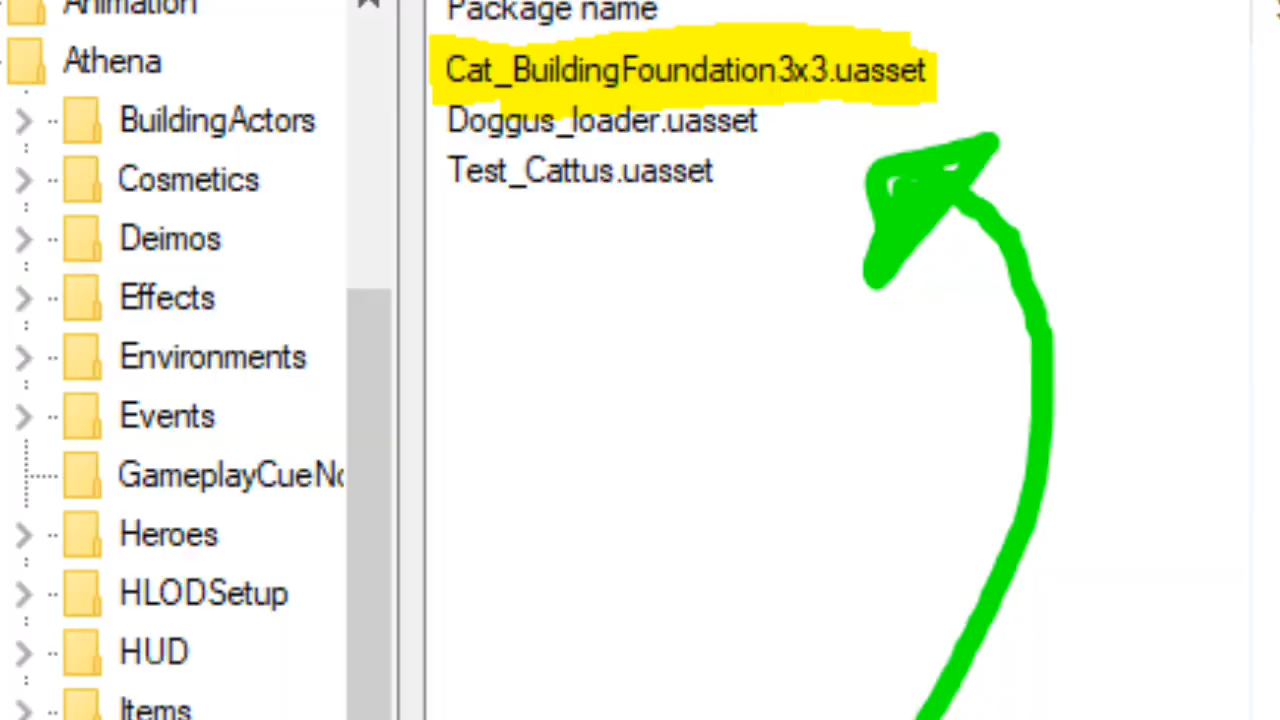 Animation
Athena
BuildingActors
Cosmetics
Deimos
Effects
Environments
Events
GameplayCueNo
Heroes
HLODSetup
HUD
Items
Package name
Cat_BuildingFoundation3x3.uasset
Doggus_loader.uasset
Test_Cattus.uasset